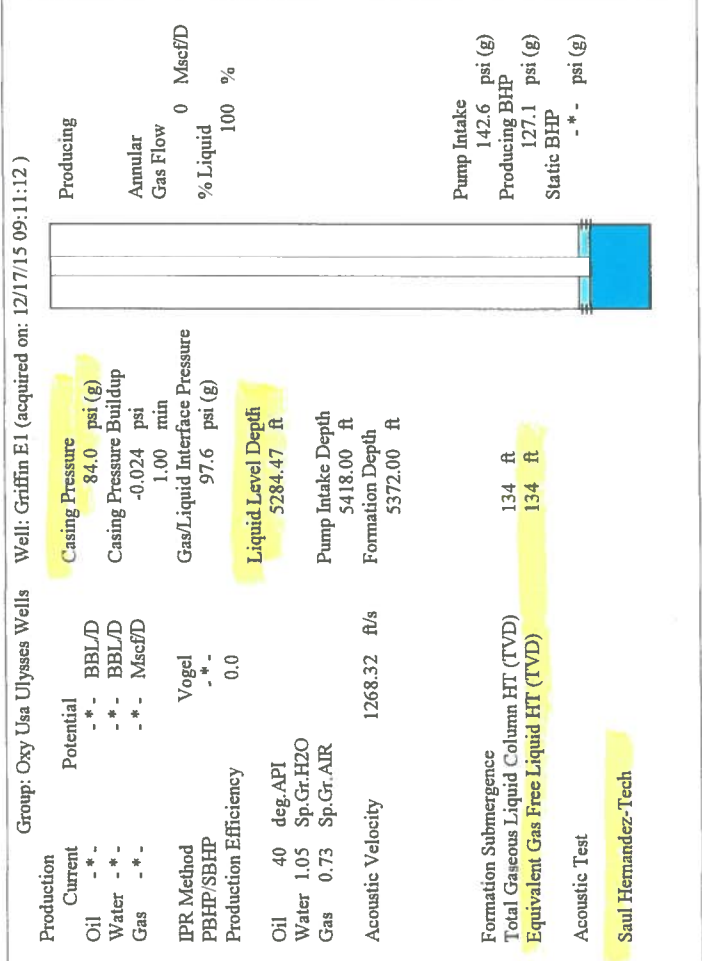 Group: Oxy Usa Ulysses Wells Well: Griffin E1 (acquired on: 12/17/15 09:11:12 )
Production
Current Potential
Oil - * - - * - BBL/D
Water - * - - * - BBL/D
Gas - * - - * - Mscf/D
IPR Method Vogel
PBHP/SBHP - * -
Production Efficiency 0.0
Oil 40 deg.API
Water 1.05 Sp.Gr.H2O
Gas 0.73 Sp.Gr.AIR
Acoustic Velocity 1268.32 ft/s
Casing Pressure
84.0 psi (g)
Casing Pressure Buildup
-0.024 psi
1.00 min
Gas/Liquid Interface Pressure
97.6 psi (g)
Liquid Level Depth
5284.47 ft
Pump Intake Depth
5418.00 ft
Formation Depth
5372.00 ft
Producing
Annular
Gas Flow
0 Mscf/D
% Liquid
100 %
Pump Intake
142.6 psi (g)
Producing BHP
127.1 psi (g)
Static BHP
- * - psi (g)
Formation Submergence
Total Gaseous Liquid Column HT (TVD) 134 ft
Equivalent Gas Free Liquid HT (TVD) 134 ft
Acoustic Test
Saul Hernandez-Tech